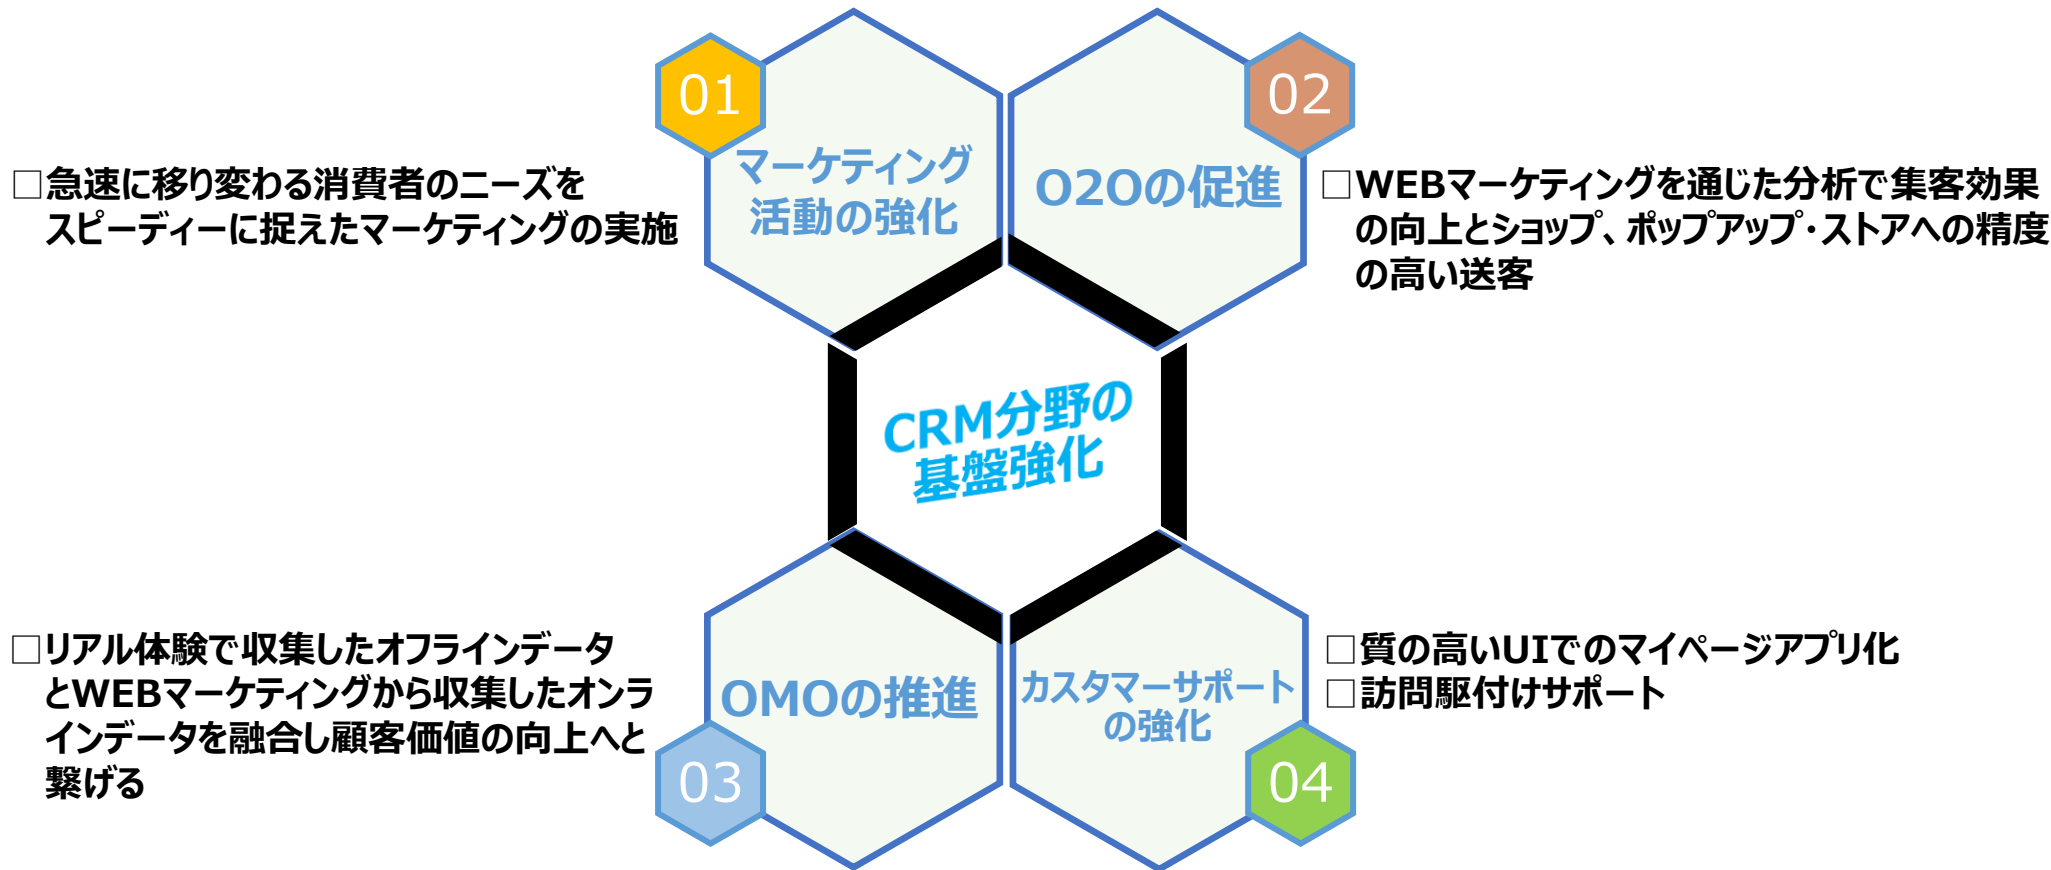 01
マーケティング
活動の強化
□急速に移り変わる消費者のニーズを
スピーディーに捉えたマーケティングの実施
02
O2Oの促進
□WEBマーケティングを通じた分析で集客効果
の向上とショップ、ポップアップ・ストアへの精度
の高い送客
CRM分野の
基盤強化
□リアル体験で収集したオフラインデータ
とWEBマーケティングから収集したオンラ
インデータを融合し顧客価値の向上へと
繋げる
OMOの推進
03
カスタマーサポート
の強化
04
□質の高いUIでのマイページアプリ化
□訪問駆付けサポート